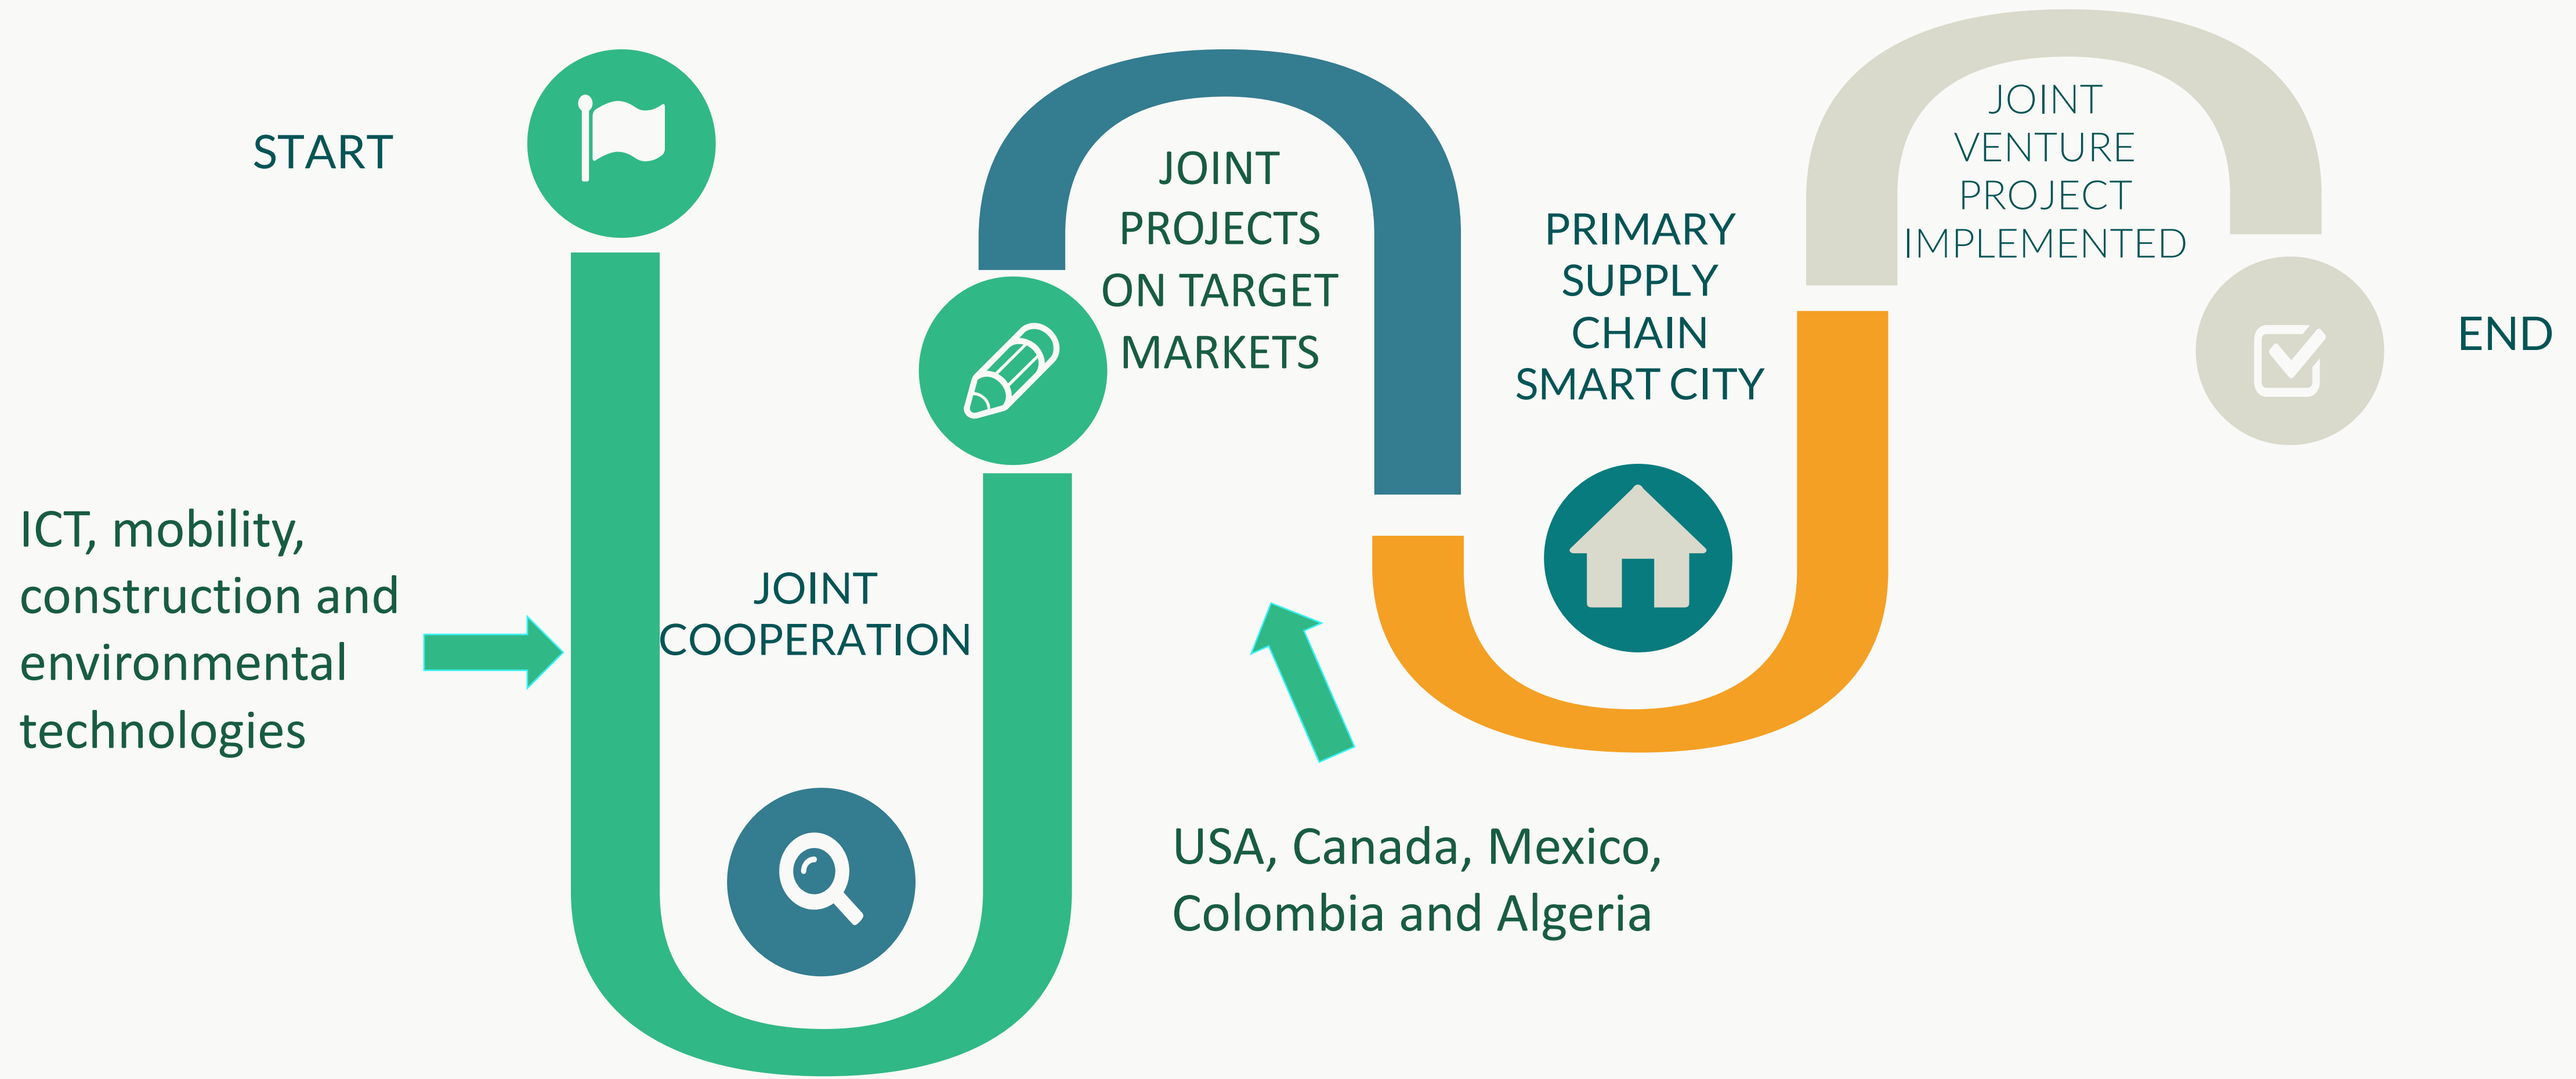 START
ICT, mobility,
construction and
environmental
technologies
JOINT
COOPERATION
JOINT
PROJECTS
ON TARGET
MARKETS
USA, Canada, Mexico,
Colombia and Algeria
PRIMARY
SUPPLY
CHAIN
SMART CITY
JOINT
VENTURE
PROJECT
IMPLEMENTED
END